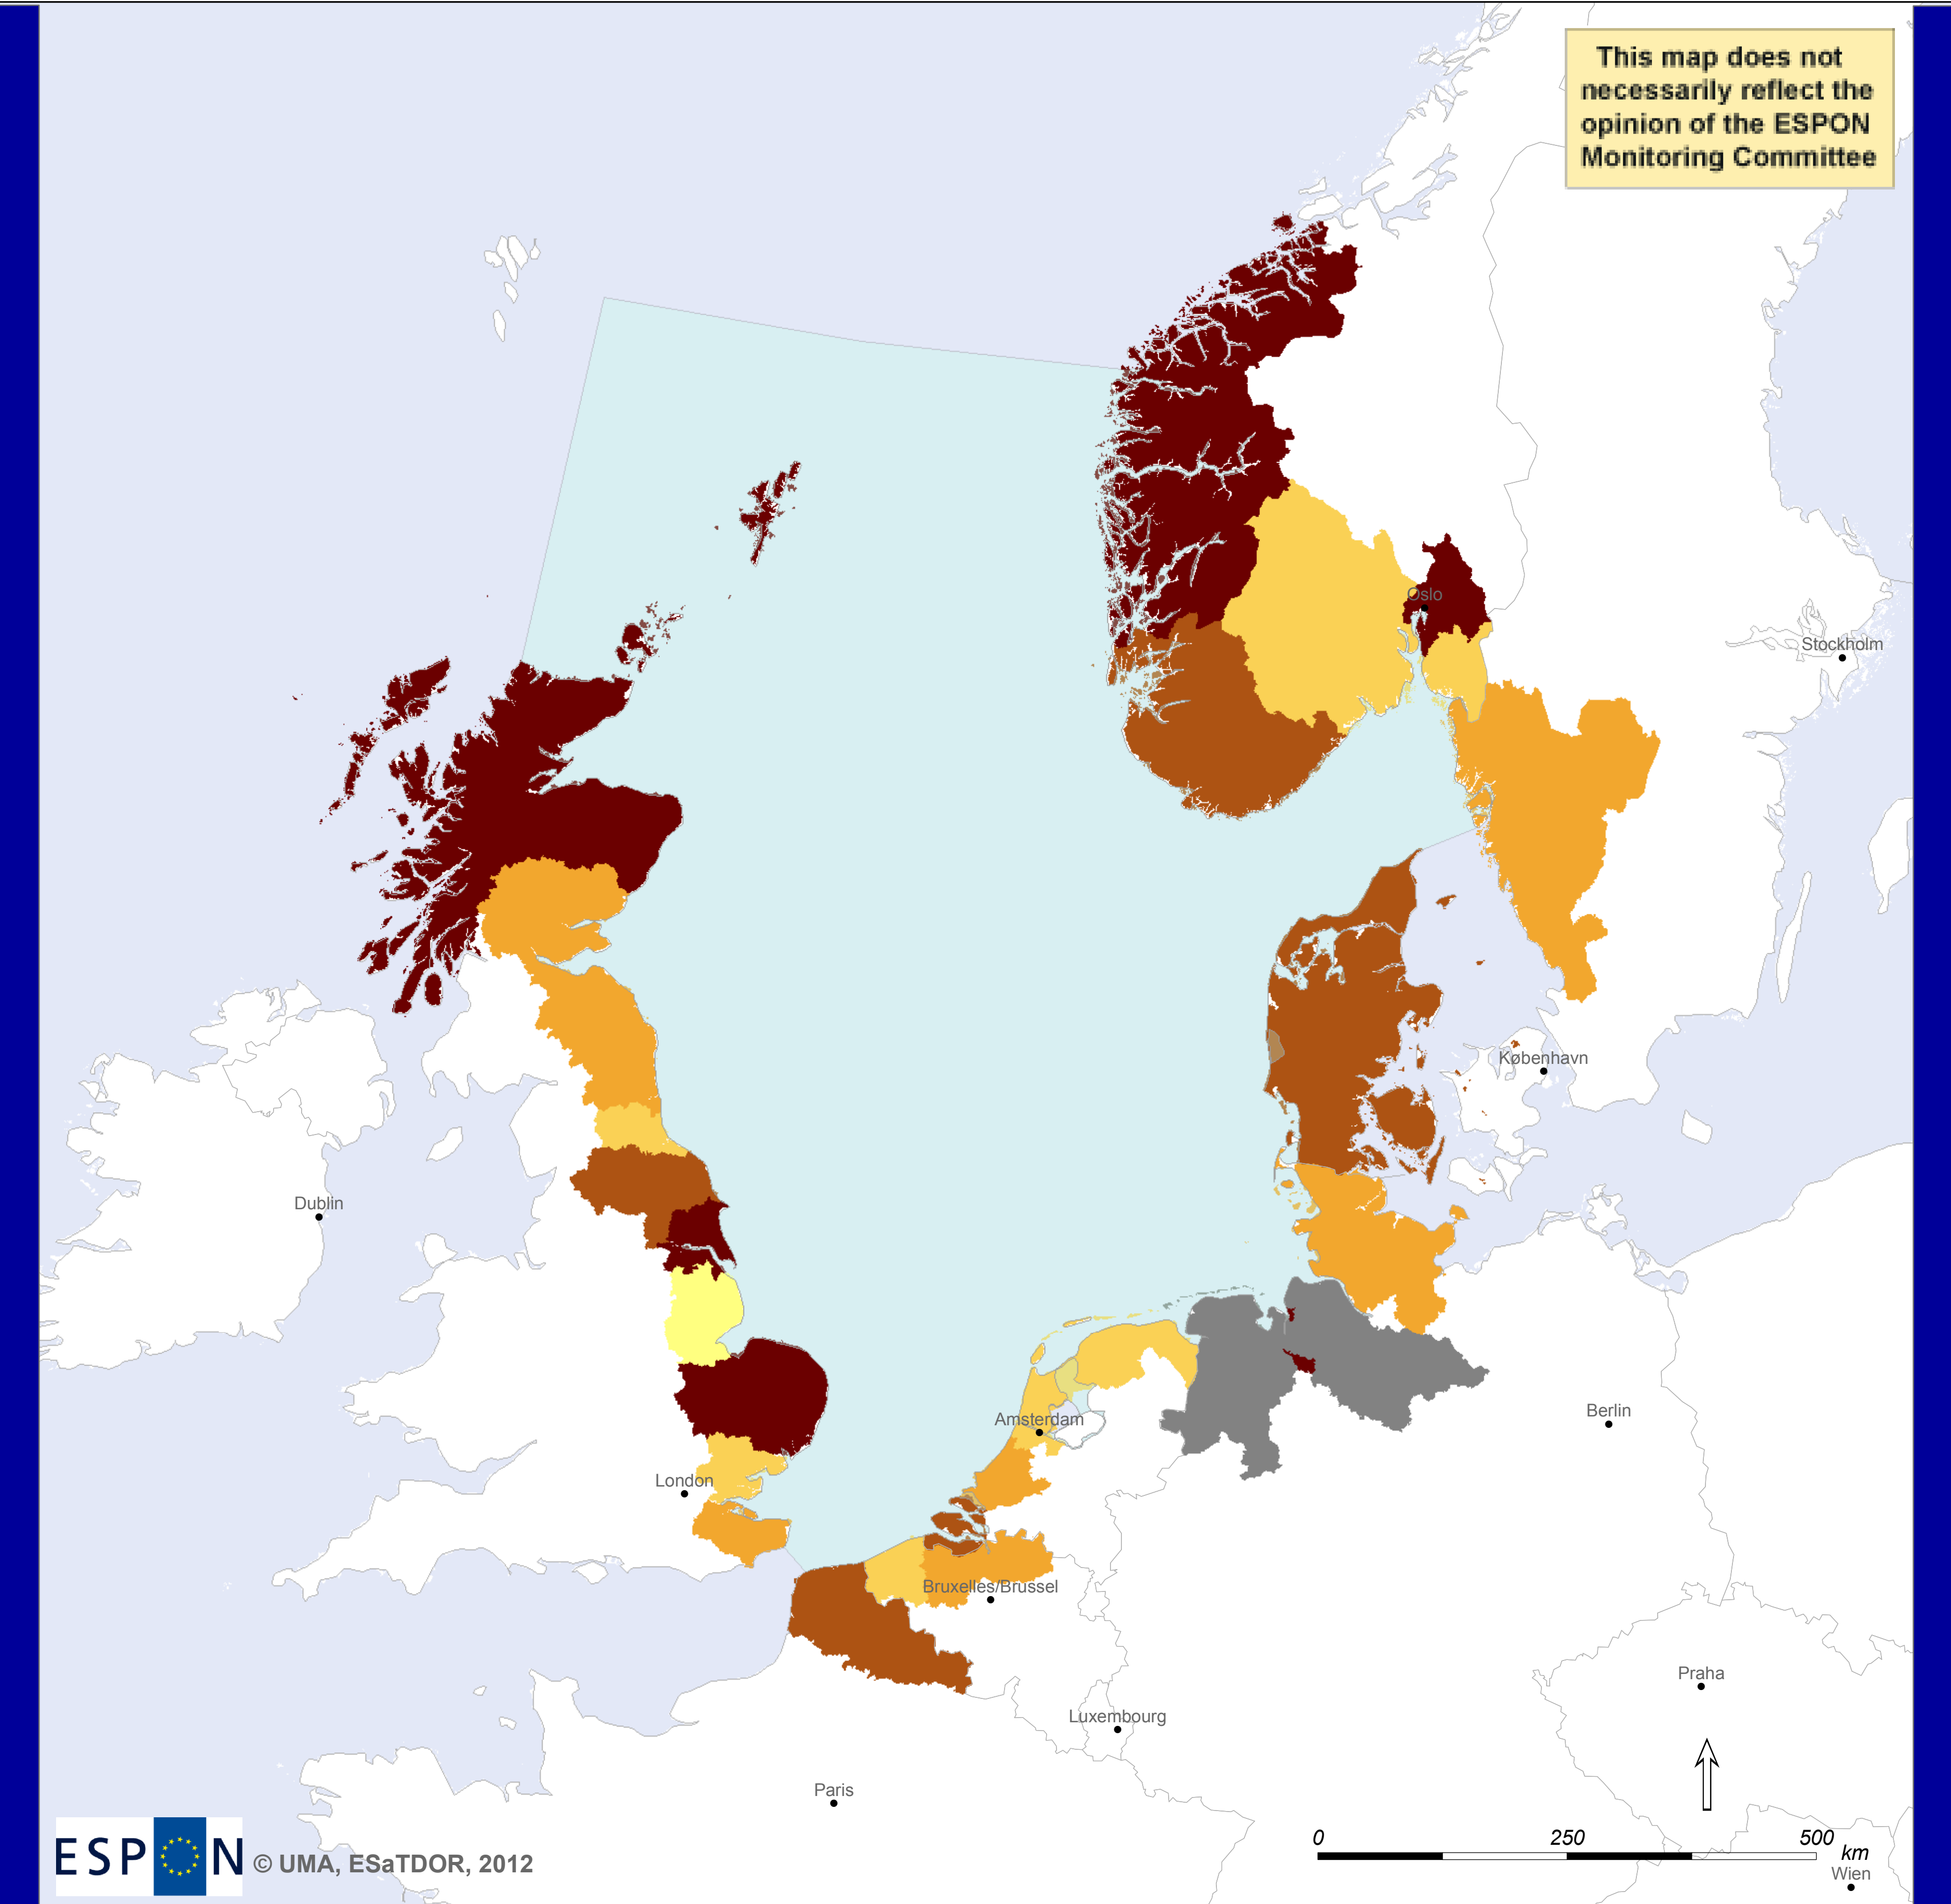 This map does not
necessarily reflect the
opinion of the ESPON
Monitoring Committee
Oslo
Stockholm
København
Dublin
Berlin
Amsterdam
London
Bruxelles/Brussel
Praha
Luxembourg
Paris
0 250 500
km
Wien
ESPON © UMA, ESaTDOR, 2012